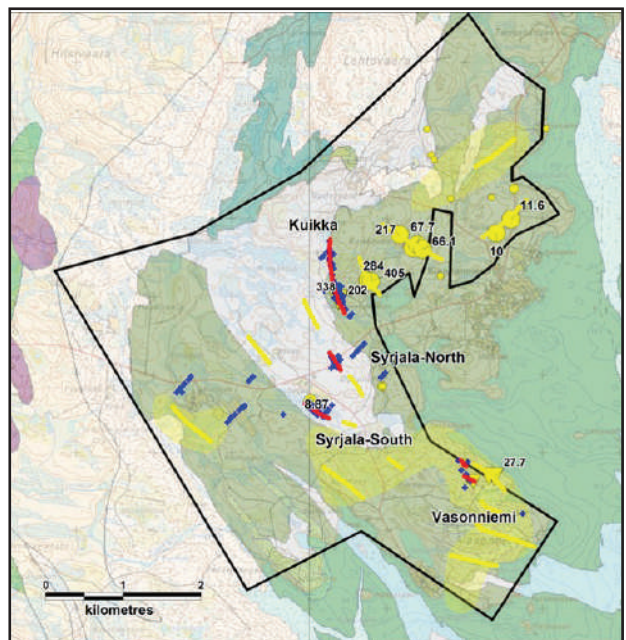 Kuikka
11.6
67.7
217
66.1
10
284
405
338
202
Syrjala-North
8.87
Syrjala-South
27.7
Vasonniemi
0 1 2
kilometres